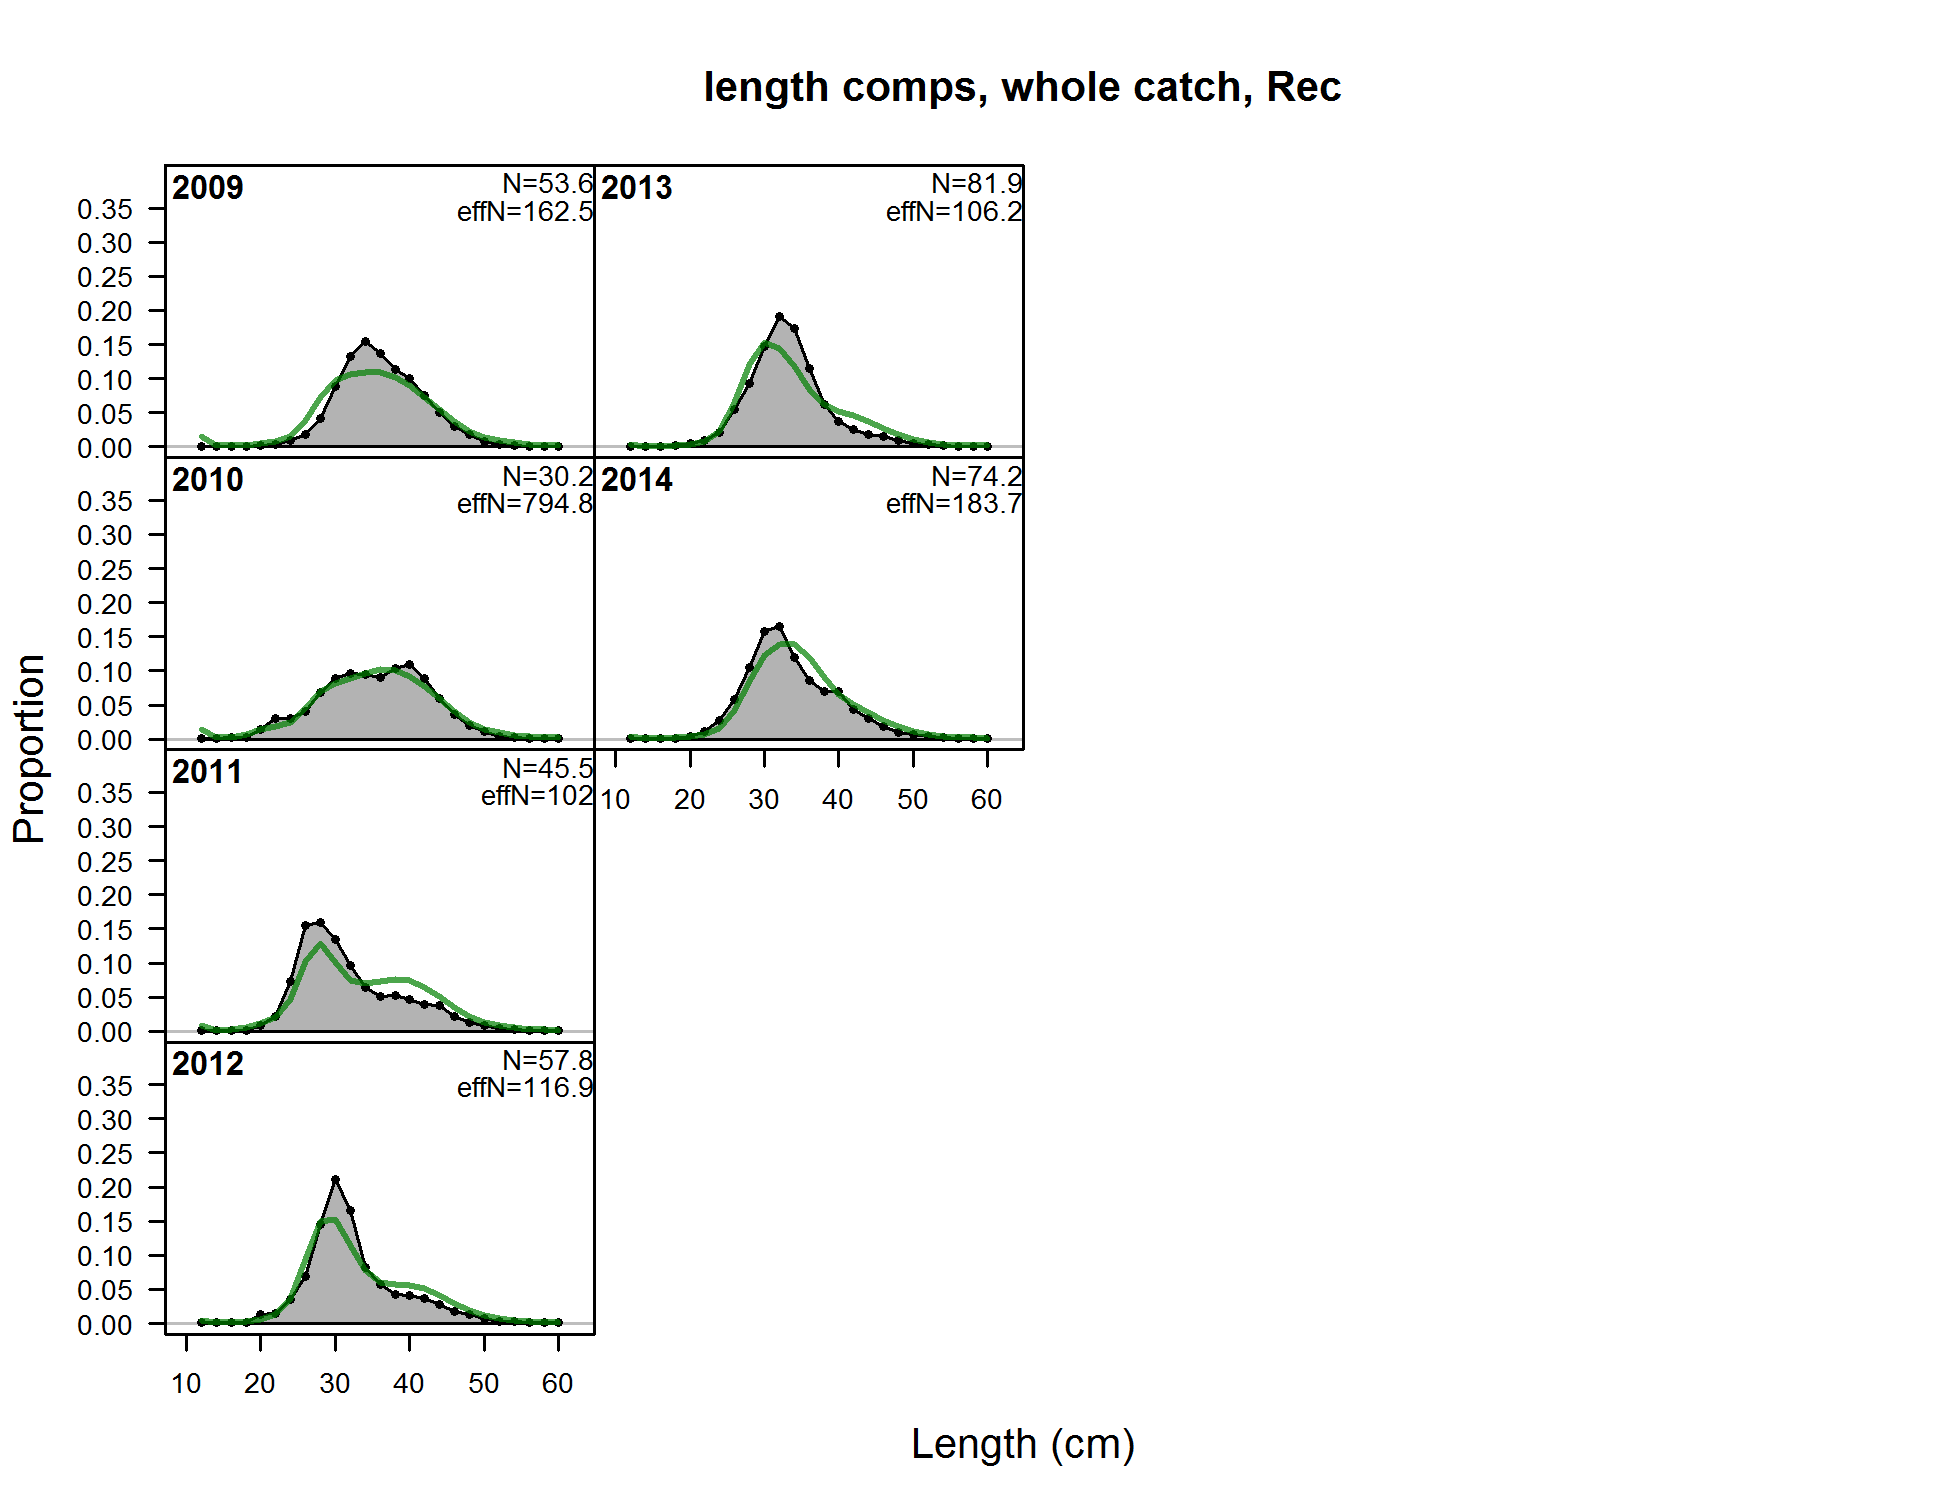 length comps, whole catch, Rec
2009
N=53.6
effN=162.5
0.35
0.30
0.25
0.20
0.15
0.10
0.05
0.00
2013
N=81.9
effN=106.2
2010
N=30.2
effN=794.8
0.35
0.30
0.25
0.20
0.15
0.10
0.05
0.00
2014
N=74.2
effN=183.7
10 20 30 40 50 60
2011
N=45.5
effN=102
0.35
0.30
0.25
0.20
0.15
0.10
0.05
0.00
2012
N=57.8
effN=116.9
0.35
0.30
0.25
0.20
0.15
0.10
0.05
0.00
10 20 30 40 50 60
Proportion
Length (cm)